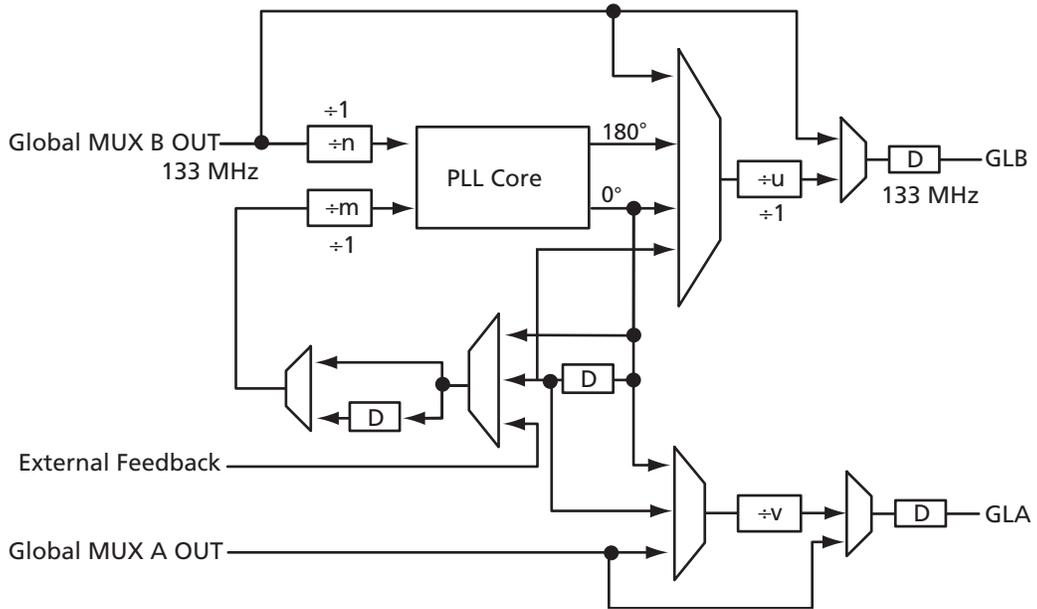 ÷1
Global MUX B OUT
÷n
180°
133 MHz
PLL Core
D
GLB
÷u
133 MHz
÷m
0°
÷1
÷1
D
D
External Feedback
÷v
D
GLA
Global MUX A OUT